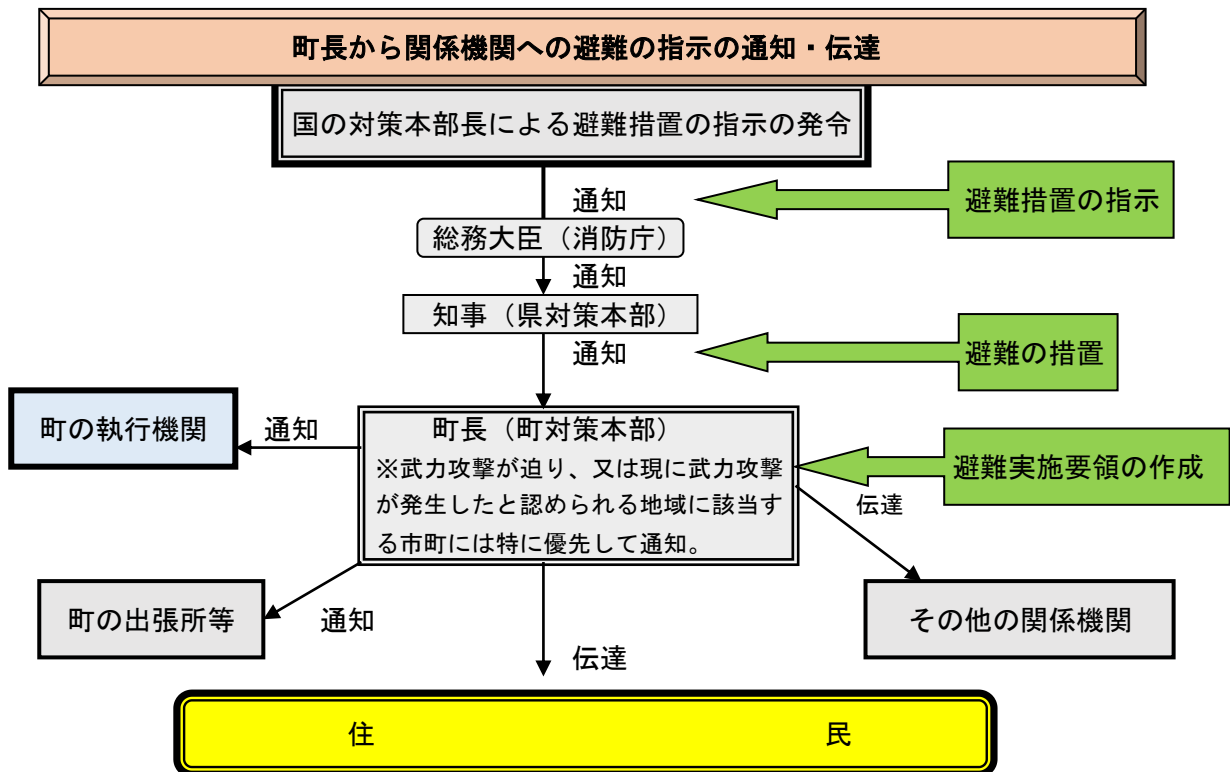 町長から関係機関への避難の指示の通知・伝達
国の対策本部長による避難措置の指示の発令
通知
避難措置の指示
総務大臣（消防庁）
通知
知事（県対策本部）
通知
避難の措置
町の執行機関
通知
町長（町対策本部）
※武力攻撃が迫り、又は現に武力攻撃
が発生したと認められる地域に該当す
る市町には特に優先して通知。
避難実施要領の作成
伝達
町の出張所等
通知
その他の関係機関
伝達
住　民